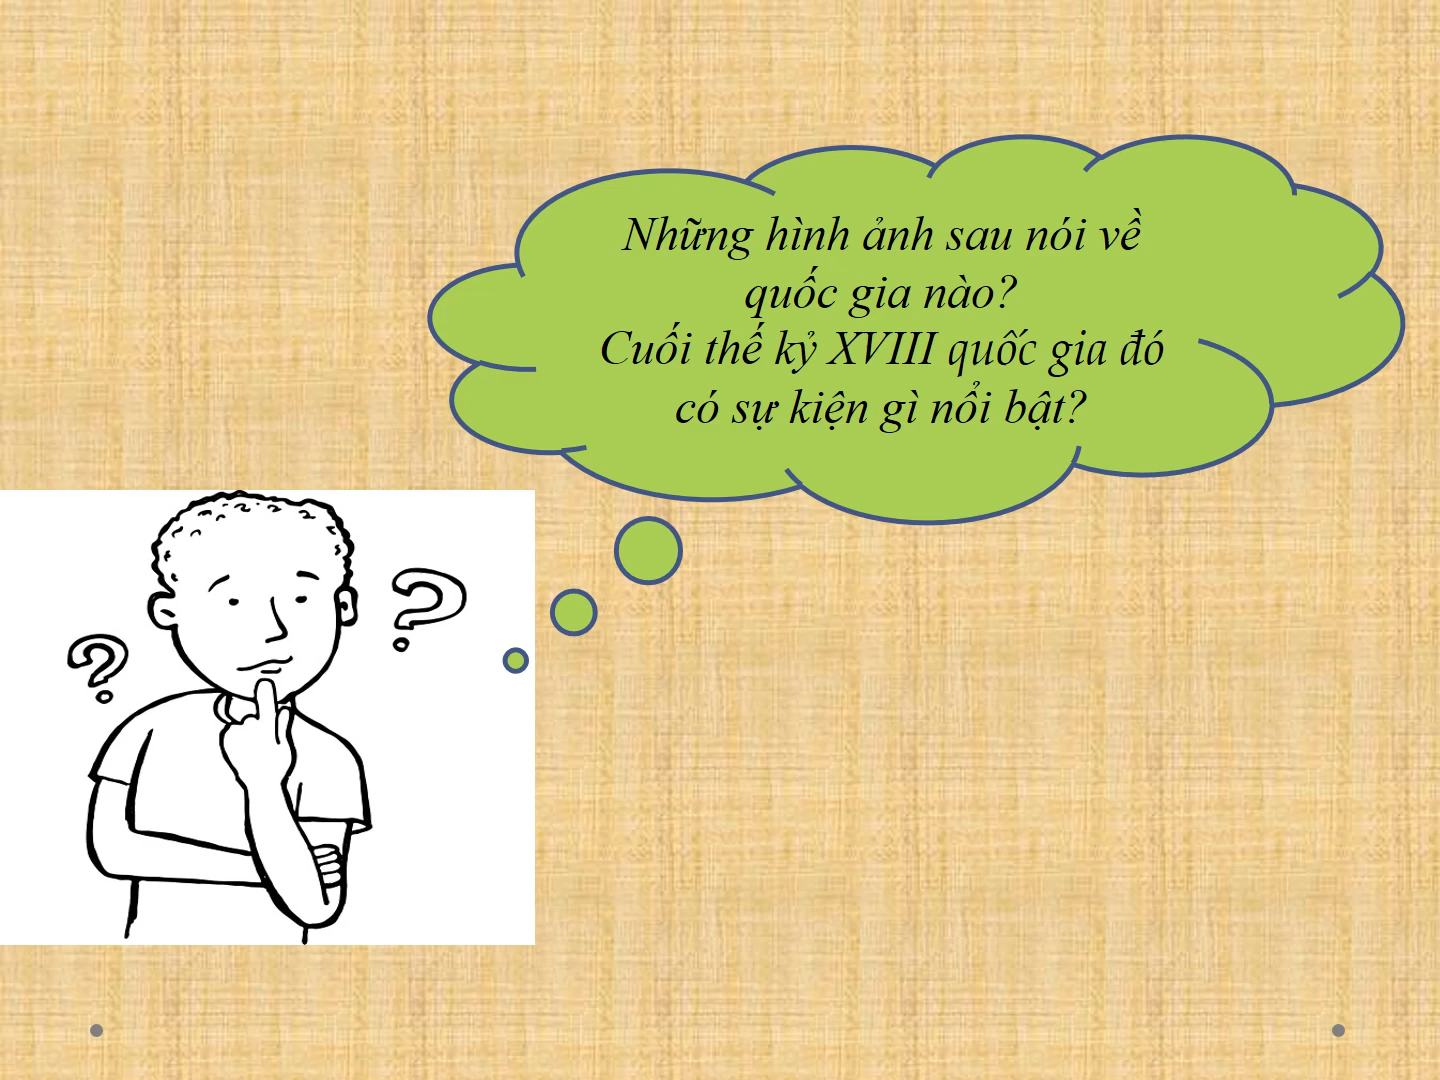 Những hình ảnh sau nói về
quốc gia nào?
Cuối thế kỷ XVIII quốc gia đó
có sự kiện gì nổi bật?